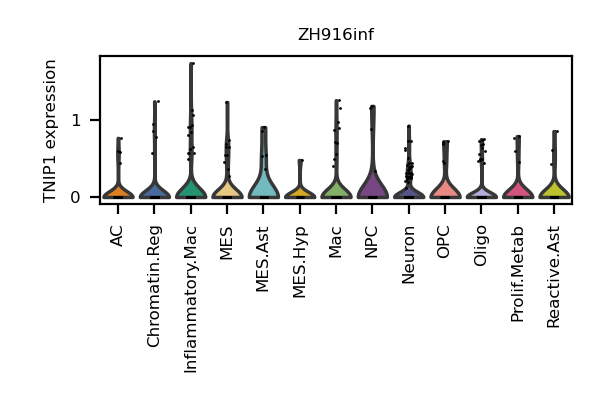 ZH916inf
TNIP1 expression
1
0
AC
Chromatin.Reg
Inflammatory.Mac
MES
MES.Ast
MES.Hyp
Mac
NPC
Neuron
OPC
Oligo
Prolif.Metab
Reactive.Ast